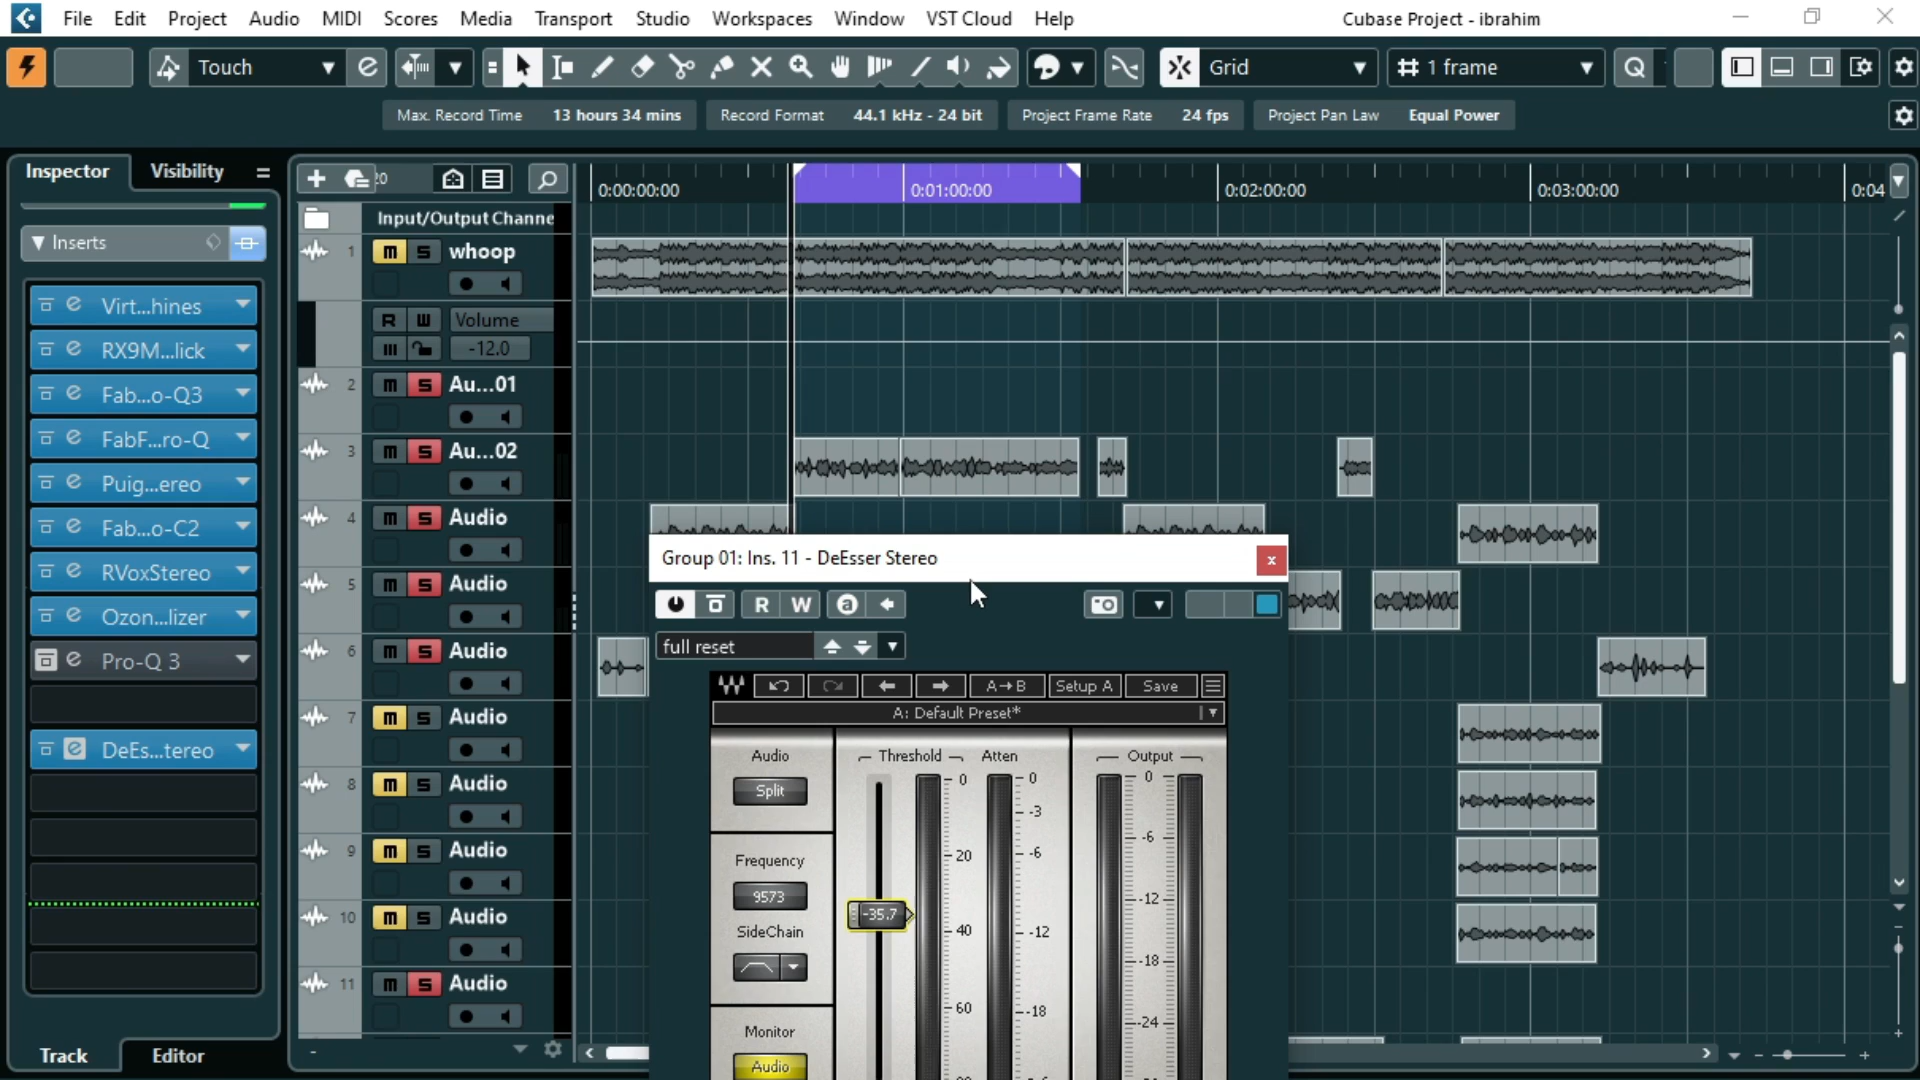 File Edit Project Audio MIDI Scores Media Transport Studio Workspaces Window VST Cloud Help
Cubase Project - ibrahim
Touch
Grid
1 frame
Q
Max. Record Time 13 hours 34 mins
Record Format 44.1 kHz - 24 bit
Project Frame Rate 24 fps
Project Pan Law Equal Power
Inspector Visibility
0:00:00:00 0:01:00:00 0:02:00:00 0:03:00:00 0:04
Input/Output Channe
Inserts
1 m S whoop
R W Volume
-12.0
2 m S Au...01
3 m S Au...02
4 m S Audio
5 m S Audio
6 m S Audio
7 m S Audio
8 m S Audio
9 m S Audio
10 m S Audio
11 m S Audio
Virt...hines
RX9M...lick
Fab...o-Q3
FabF...ro-Q
Puig...ereo
Fab...o-C2
RVoxStereo
Ozon...lizer
Pro-Q 3
DeEs...tereo
Track Editor
Group 01: Ins. 11 - DeEsser Stereo
x
R W a
full reset
A→B Setup A Save
A: Default Preset*
Audio
Split
Frequency
9573
SideChain
Monitor
Audio
Threshold Atten Output
-35.7
0
20
40
60
0
-3
-6
-12
-18
0
-6
-12
-18
-24